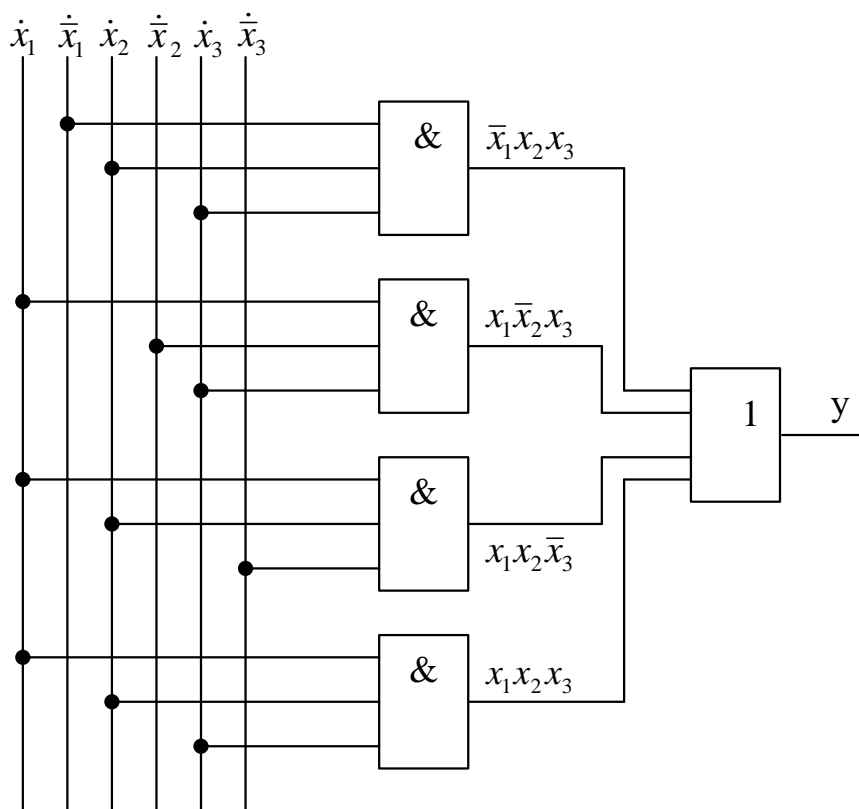 ẋ₁ ẋ̄₁ ẋ₂ ẋ̄₂ ẋ₃ ẋ̄₃
&
x̄₁x₂x₃
&
x₁x̄₂x₃
1
y
&
x₁x₂x̄₃
&
x₁x₂x₃